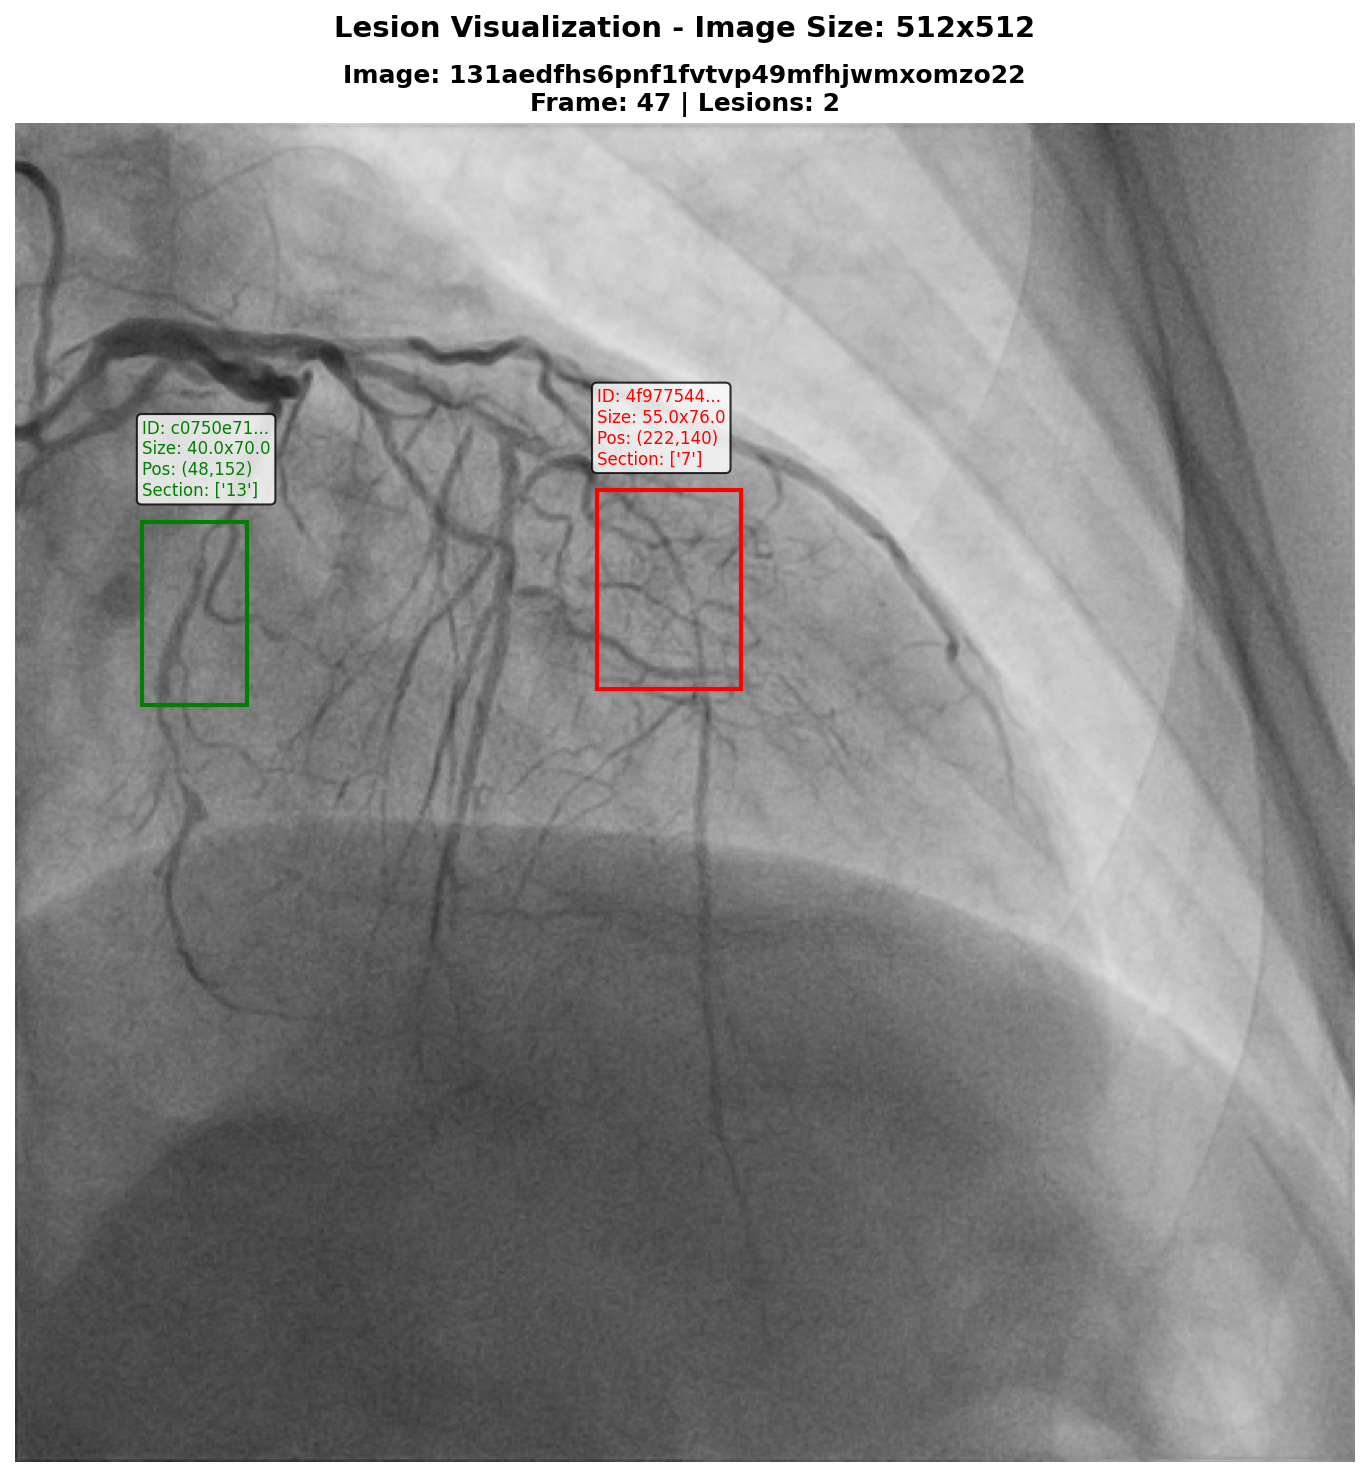 Lesion Visualization - Image Size: 512x512
Image: 131aedfhs6pnf1fvtvp49mfhjwmxomzo22
Frame: 47 | Lesions: 2
ID: 4f977544...
Size: 55.0x76.0
Pos: (222,140)
Section: ['7']
ID: c0750e71...
Size: 40.0x70.0
Pos: (48,152)
Section: ['13']